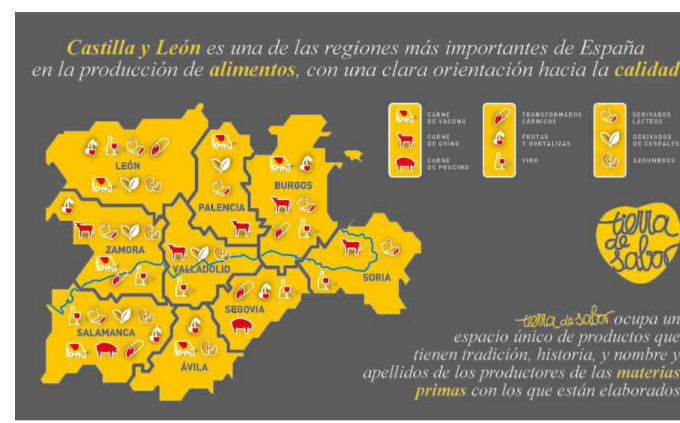 Castilla y León es una de las regiones más importantes de España
en la producción de alimentos, con una clara orientación hacia la calidad
CARNE
DE VACUNO
CARNE
DE OVINO
CARNE
DE PORCINO
TRANSFORMADOS
CÁRNICOS
FRUTAS
Y HORTALIZAS
VINO
DERIVADOS
LÁCTEOS
DERIVADOS
DE CEREALES
LEGUMBRES
LEÓN
PALENCIA
BURGOS
ZAMORA
VALLADOLID
SORIA
SEGOVIA
SALAMANCA
ÁVILA
tierra
de
sabor
tierra de sabor ocupa un
espacio único de productos que
tienen tradición, historia, y nombre y
apellidos de los productores de las materias
primas con los que están elaborados